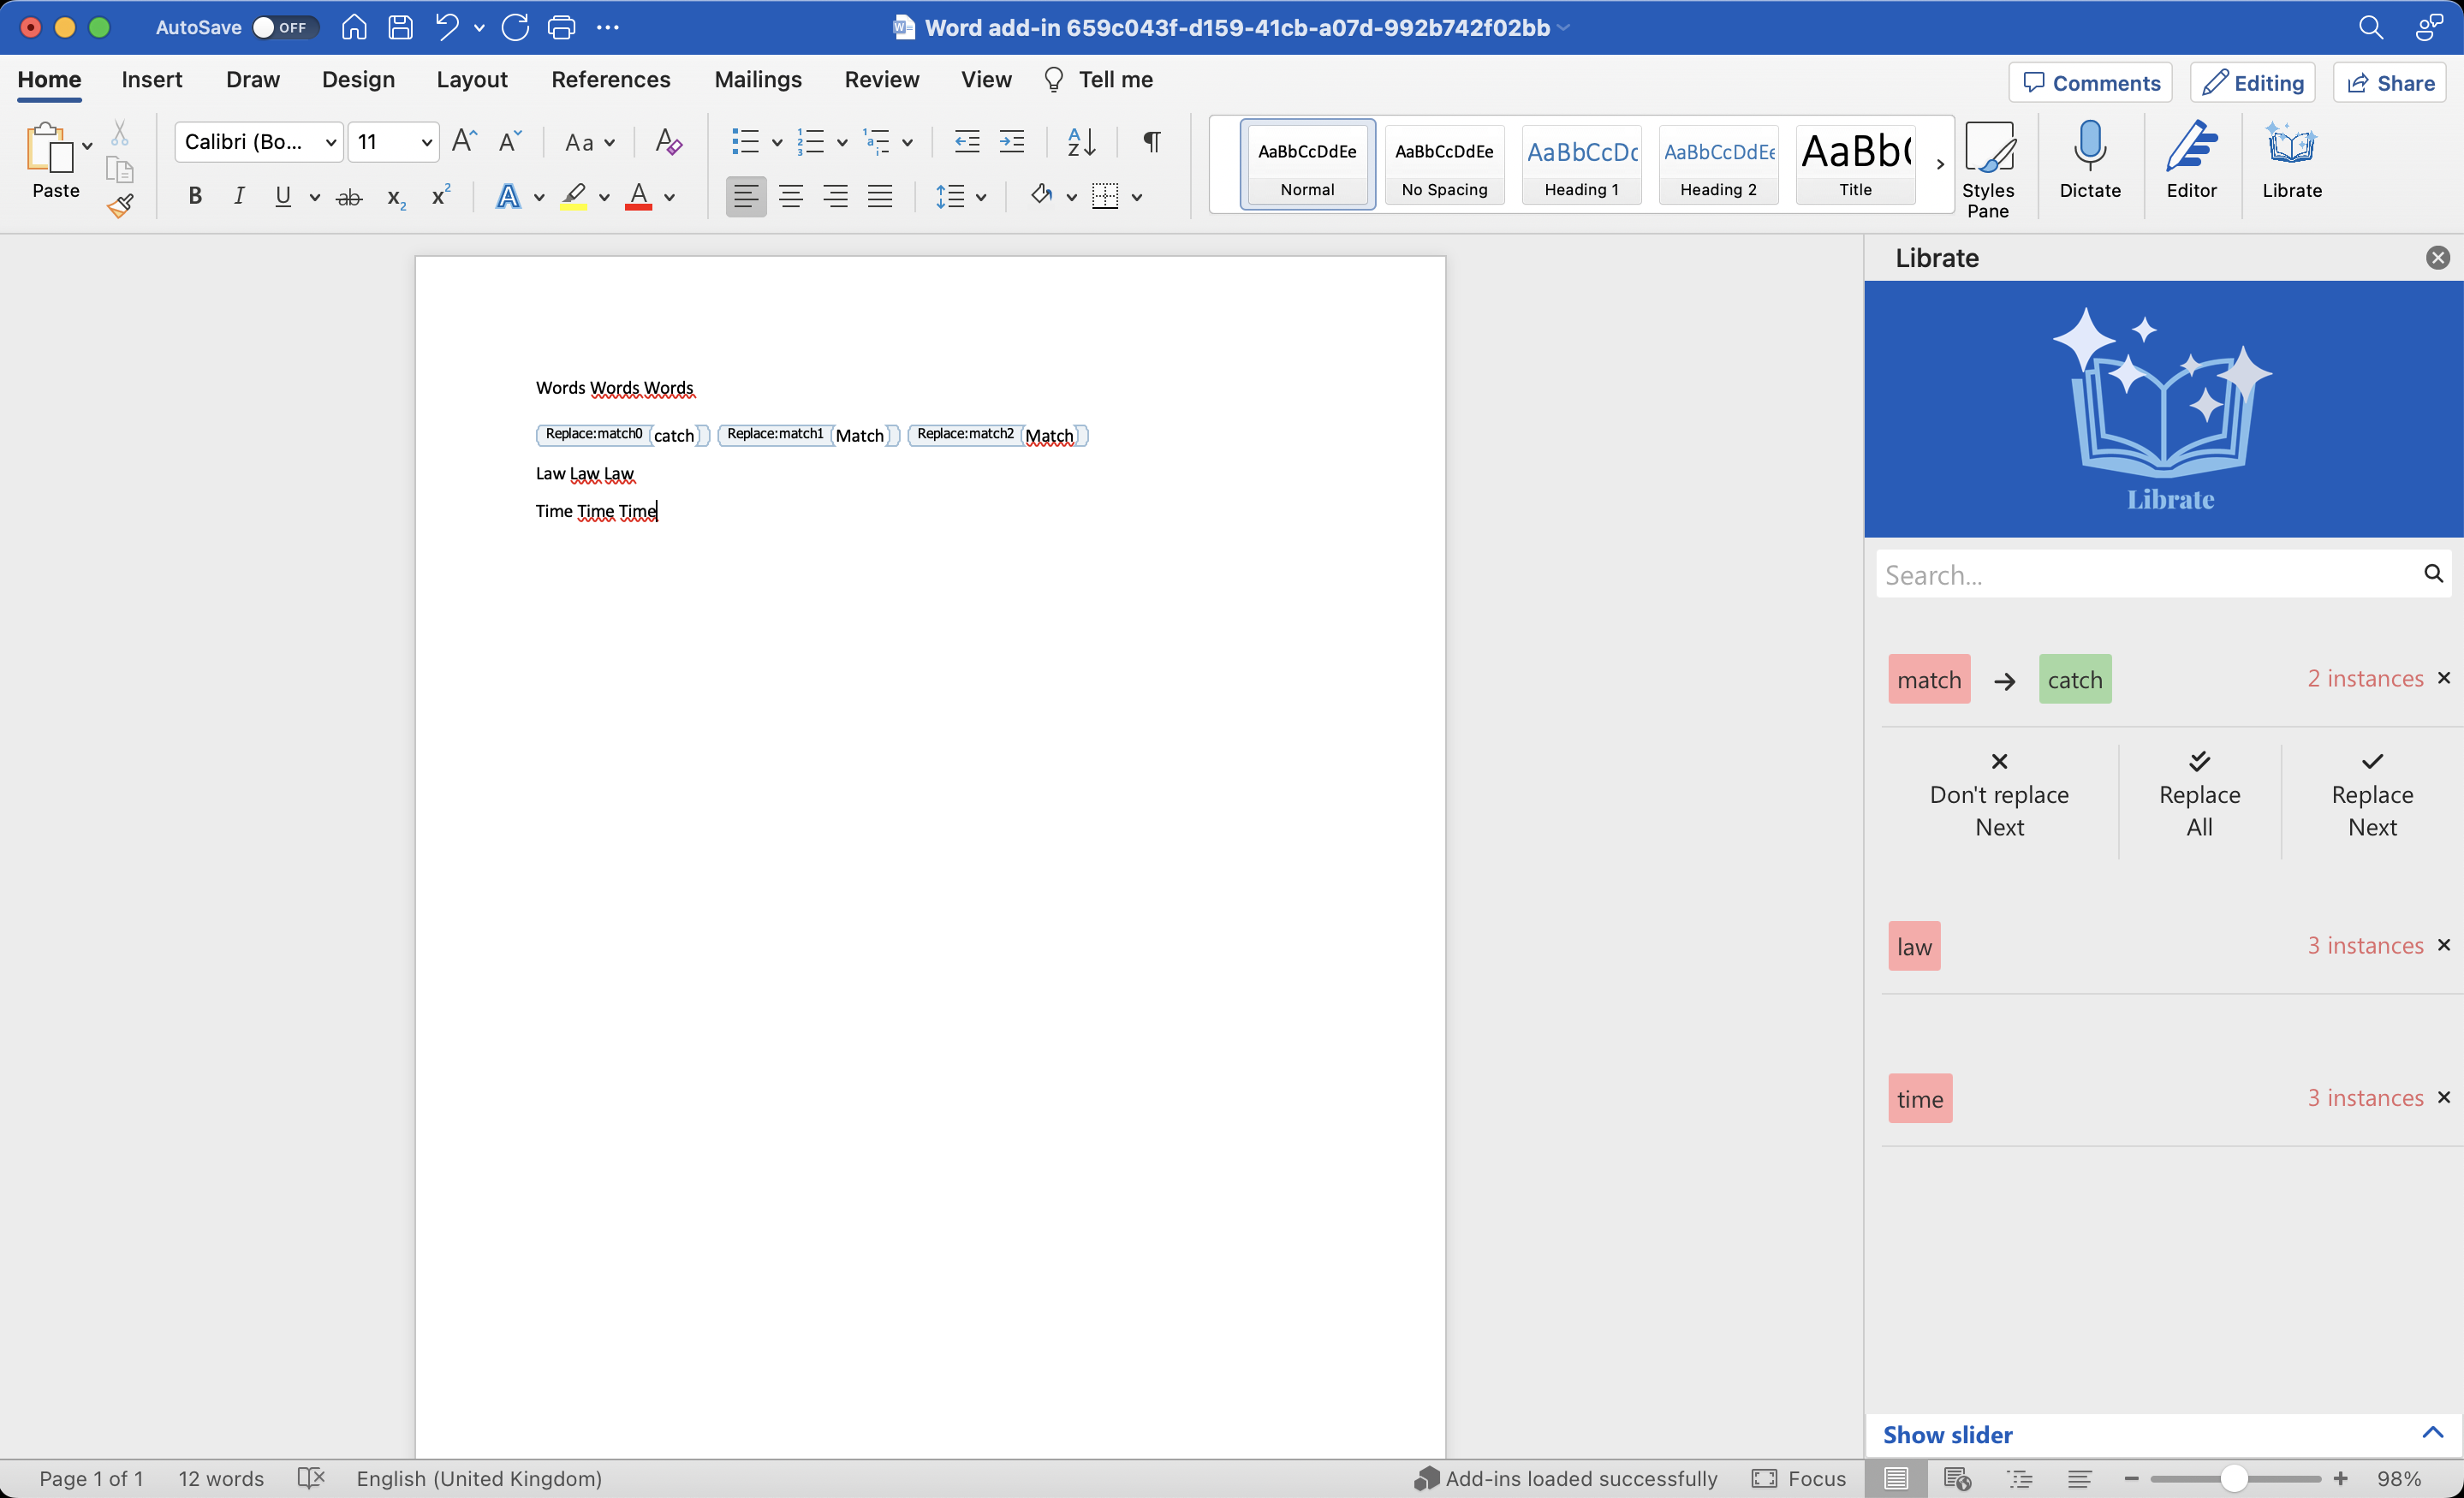 AutoSave OFF
Word add-in 659c043f-d159-41cb-a07d-992b742f02bb
Home Insert Draw Design Layout References Mailings Review View Tell me
Comments Editing Share
Paste
Calibri (Bo... 11
AaBbCcDdEe AaBbCcDdEe AaBbCcDc AaBbCcDdEe AaBb(
Normal No Spacing Heading 1 Heading 2 Title
Styles Pane Dictate Editor Librate
Words Words Words
Replace:match0 catch Replace:match1 Match Replace:match2 Match
Law Law Law
Time Time Time
Librate
Librate
Search...
match → catch 2 instances
Don't replace Next
Replace All
Replace Next
law 3 instances
time 3 instances
Show slider
Page 1 of 1 12 words English (United Kingdom) Add-ins loaded successfully Focus 98%